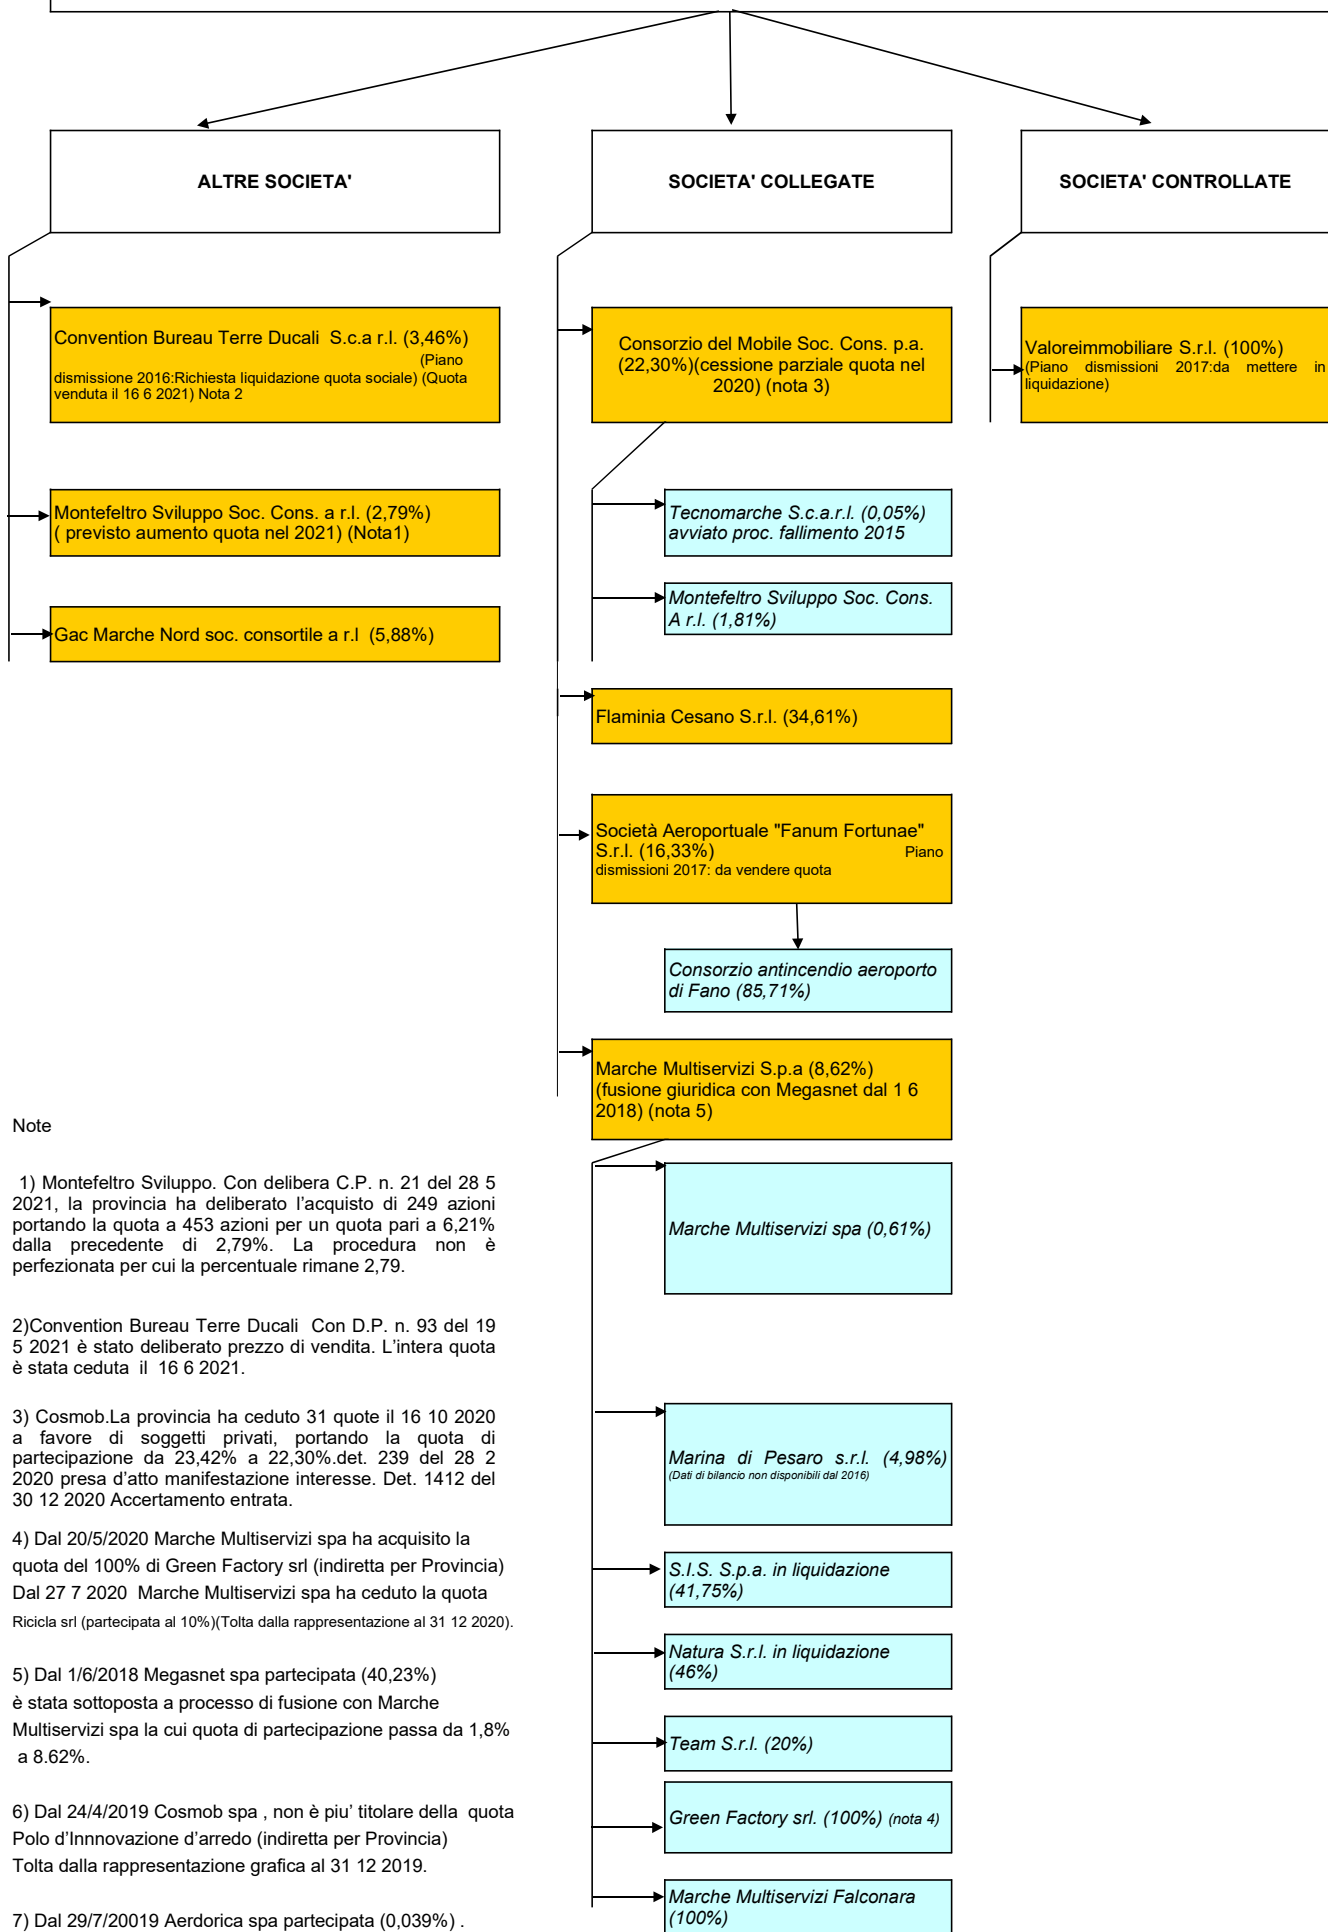 ALTRE SOCIETA'
SOCIETA' COLLEGATE
SOCIETA' CONTROLLATE
Convention Bureau Terre Ducali S.c.a r.l. (3,46%)
(Piano
dismissione 2016:Richiesta liquidazione quota sociale) (Quota
venduta il 16 6 2021) Nota 2
Montefeltro Sviluppo Soc. Cons. a r.l. (2,79%)
( previsto aumento quota nel 2021) (Nota1)
Gac Marche Nord soc. consortile a r.l (5,88%)
Consorzio del Mobile Soc. Cons. p.a.
(22,30%)(cessione parziale quota nel
2020) (nota 3)
Tecnomarche S.c.a.r.l. (0,05%)
avviato proc. fallimento 2015
Montefeltro Sviluppo Soc. Cons.
A r.l. (1,81%)
Flaminia Cesano S.r.l. (34,61%)
Società Aeroportuale "Fanum Fortunae"
S.r.l. (16,33%) Piano
dismissioni 2017: da vendere quota
Consorzio antincendio aeroporto
di Fano (85,71%)
Marche Multiservizi S.p.a (8,62%)
(fusione giuridica con Megasnet dal 1 6
2018) (nota 5)
Marche Multiservizi spa (0,61%)
Marina di Pesaro s.r.l. (4,98%)
(Dati di bilancio non disponibili dal 2016)
S.I.S. S.p.a. in liquidazione
(41,75%)
Natura S.r.l. in liquidazione
(46%)
Team S.r.l. (20%)
Green Factory srl. (100%) (nota 4)
Marche Multiservizi Falconara
(100%)
Valoreimmobiliare S.r.l. (100%)
(Piano dismissioni 2017:da mettere in
liquidazione)
Note
1) Montefeltro Sviluppo. Con delibera C.P. n. 21 del 28 5
2021, la provincia ha deliberato l'acquisto di 249 azioni
portando la quota a 453 azioni per un quota pari a 6,21%
dalla precedente di 2,79%. La procedura non è
perfezionata per cui la percentuale rimane 2,79.
2)Convention Bureau Terre Ducali Con D.P. n. 93 del 19
5 2021 è stato deliberato prezzo di vendita. L'intera quota
è stata ceduta il 16 6 2021.
3) Cosmob.La provincia ha ceduto 31 quote il 16 10 2020
a favore di soggetti privati, portando la quota di
partecipazione da 23,42% a 22,30%.det. 239 del 28 2
2020 presa d'atto manifestazione interesse. Det. 1412 del
30 12 2020 Accertamento entrata.
4) Dal 20/5/2020 Marche Multiservizi spa ha acquisito la
quota del 100% di Green Factory srl (indiretta per Provincia)
Dal 27 7 2020 Marche Multiservizi spa ha ceduto la quota
Ricicla srl (partecipata al 10%)(Tolta dalla rappresentazione al 31 12 2020).
5) Dal 1/6/2018 Megasnet spa partecipata (40,23%)
è stata sottoposta a processo di fusione con Marche
Multiservizi spa la cui quota di partecipazione passa da 1,8%
a 8.62%.
6) Dal 24/4/2019 Cosmob spa , non è piu' titolare della quota
Polo d'Innnovazione d'arredo (indiretta per Provincia)
Tolta dalla rappresentazione grafica al 31 12 2019.
7) Dal 29/7/20019 Aerdorica spa partecipata (0,039%) .